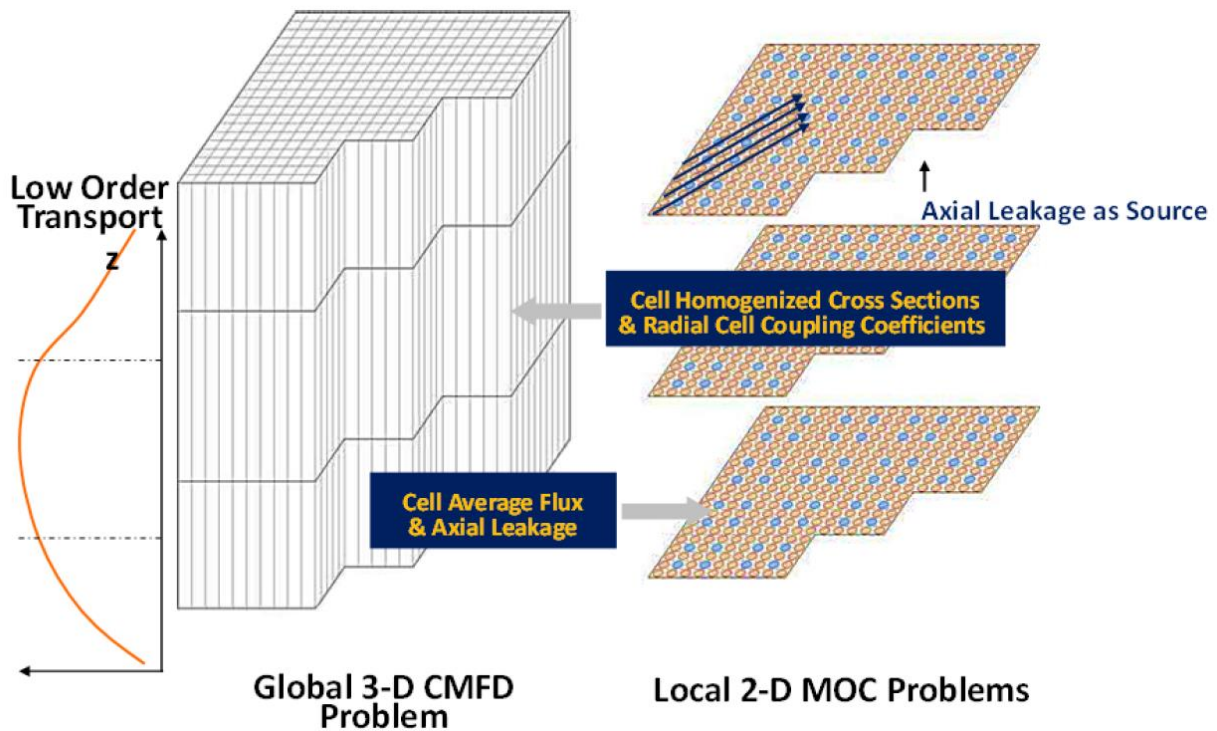 Low Order
Transport
z
Axial Leakage as Source
Cell Homogenized Cross Sections
& Radial Cell Coupling Coefficients
Cell Average Flux
& Axial Leakage
Global 3-D CMFD
Problem
Local 2-D MOC Problems